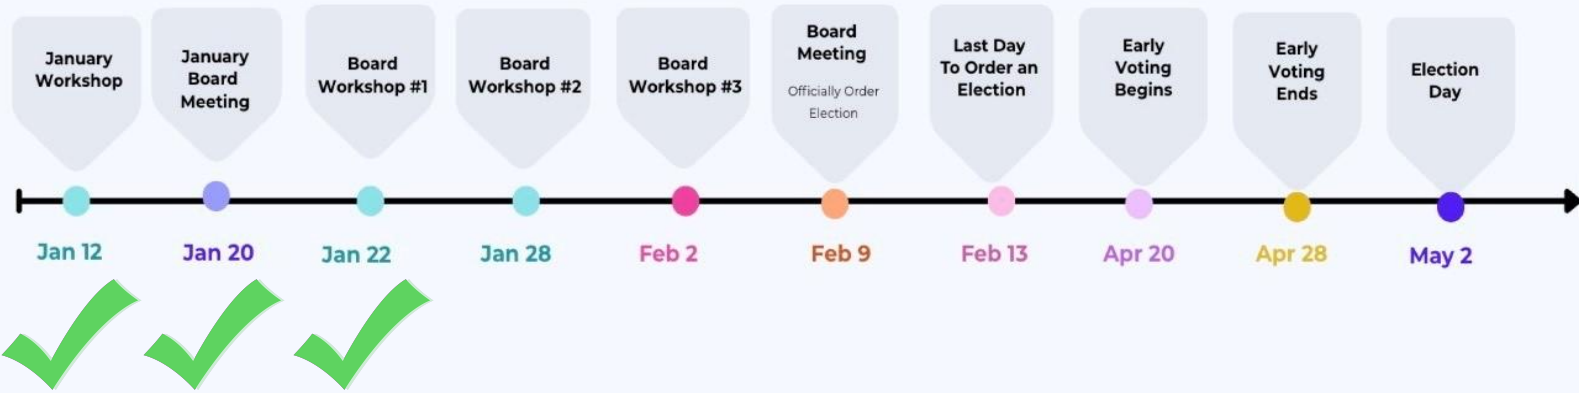 January
Workshop
January
Board
Meeting
Board
Workshop #1
Board
Workshop #2
Board
Workshop #3
Board
Meeting
Officially Order
Election
Last Day
To Order an
Election
Early
Voting
Begins
Early
Voting
Ends
Election
Day
Jan 12
Jan 20
Jan 22
Jan 28
Feb 2
Feb 9
Feb 13
Apr 20
Apr 28
May 2